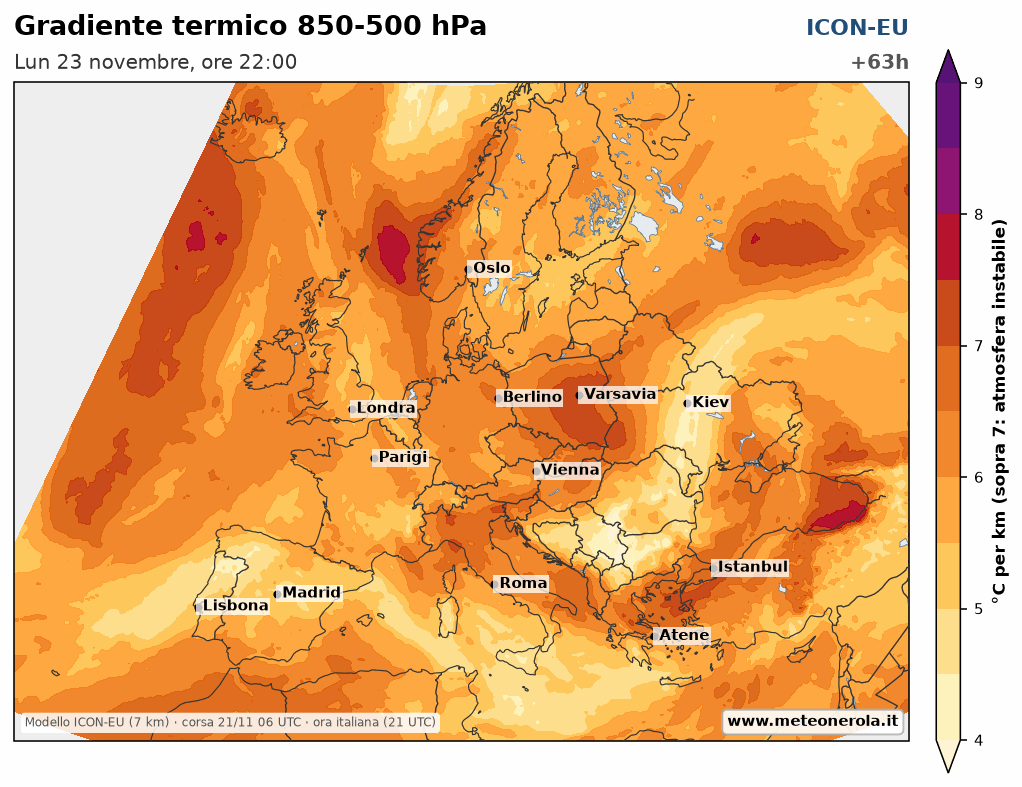 Gradiente termico 850-500 hPa
ICON-EU
Lun 23 novembre, ore 22:00
+63h
9
8
7
6
5
4
°C per km (sopra 7: atmosfera instabile)
Oslo
Berlino
Varsavia
Kiev
Londra
Parigi
Vienna
Istanbul
Roma
Madrid
Lisbona
Atene
Modello ICON-EU (7 km) · corsa 21/11 06 UTC · ora italiana (21 UTC)
www.meteonerola.it